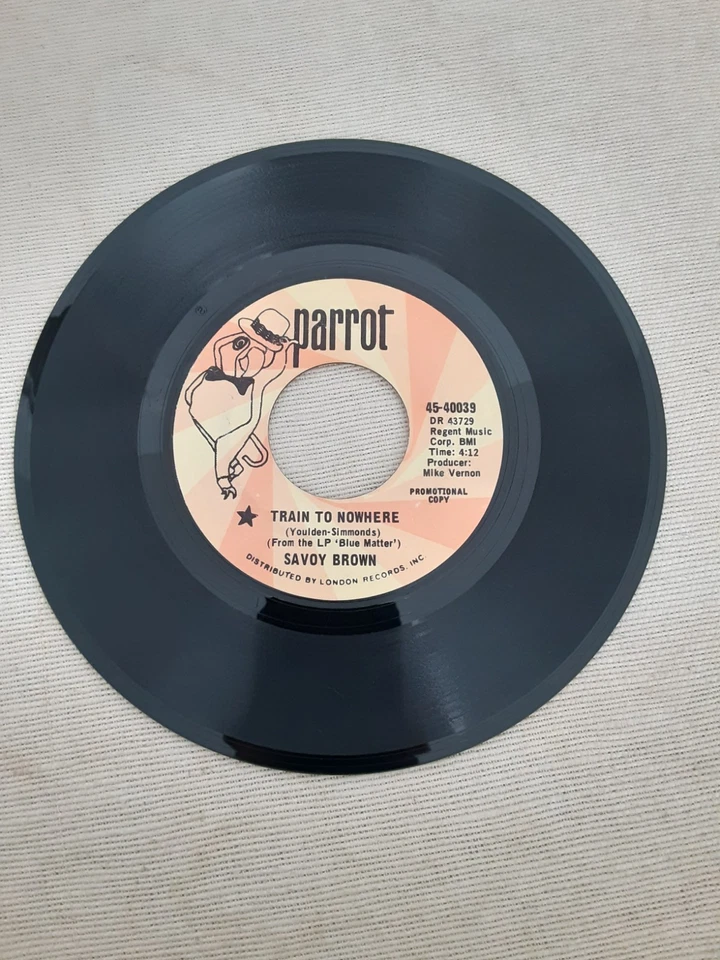 parrot
45-40039
DR 43729
Regent Music
Corp. BMI
Time: 4:12
Producer:
Mike Vernon
PROMOTIONAL
COPY
★ TRAIN TO NOWHERE
(Youlden-Simmonds)
(From the LP 'Blue Matter')
SAVOY BROWN
DISTRIBUTED BY LONDON RECORDS, INC.